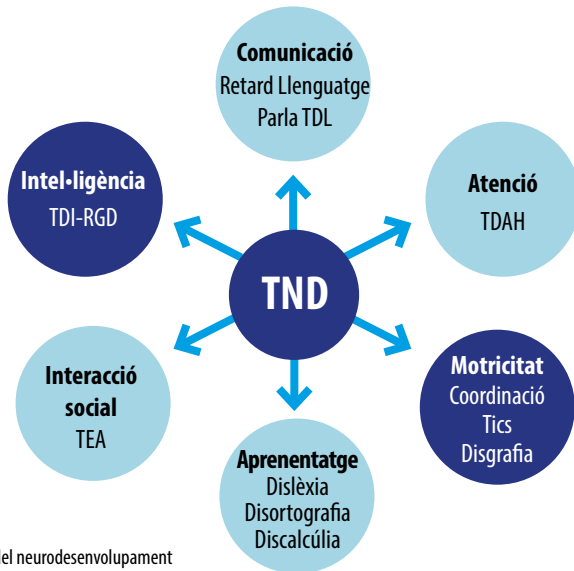 Comunicació
Retard Llenguatge
Parla TDL
Intel•ligència
TDI-RGD
Atenció
TDAH
TND
Interacció
social
TEA
Motricitat
Coordinació
Tics
Disgrafia
Aprenentatge
Dislèxia
Disortografia
Discalcúlia
del neurodesenvolupament